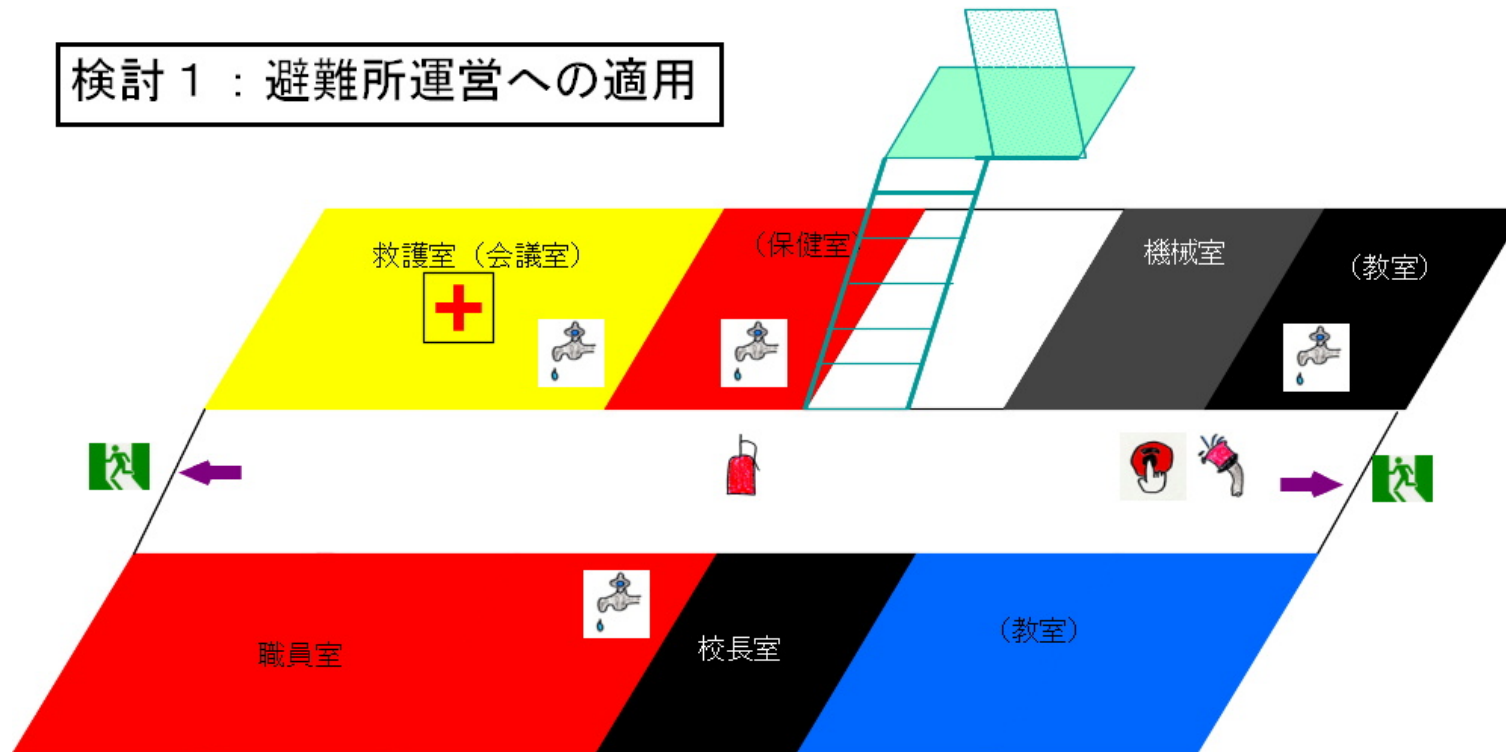 検討１：避難所運営への適用
救護室（会議室）
（保健室）
機械室
（教室）
職員室
校長室
（教室）